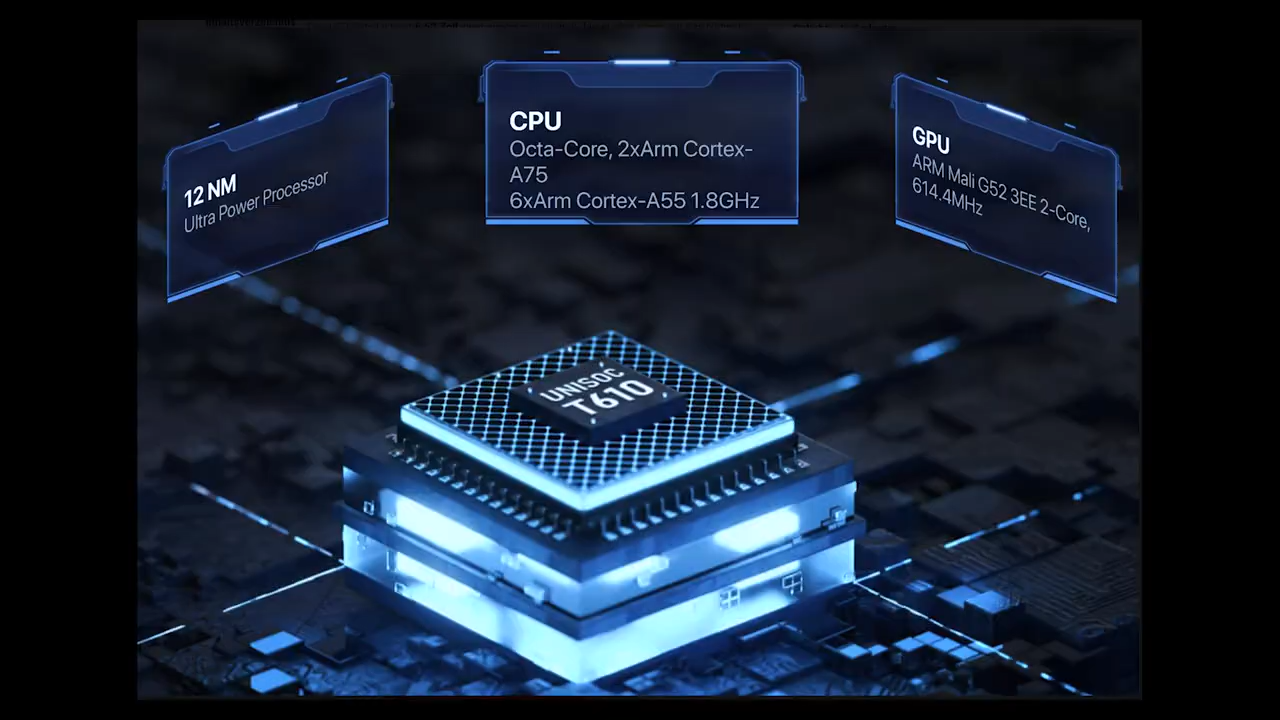 12 NM
Ultra Power Processor
CPU
Octa-Core, 2xArm Cortex-
A75
6xArm Cortex-A55 1.8GHz
GPU
ARM Mali G52 3EE 2-Core,
614.4MHz
UNISOC
T610